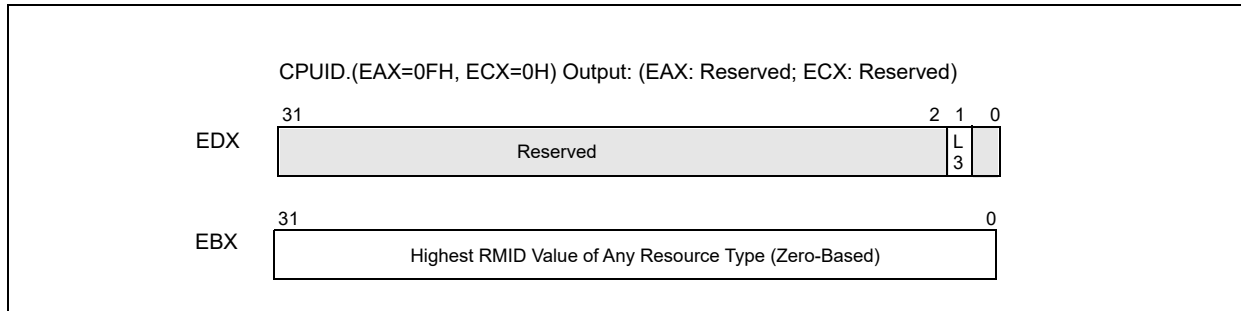 CPUID.(EAX=0FH, ECX=0H) Output: (EAX: Reserved; ECX: Reserved)
31 2 1 0
EDX Reserved L
3
31 0
EBX Highest RMID Value of Any Resource Type (Zero-Based)